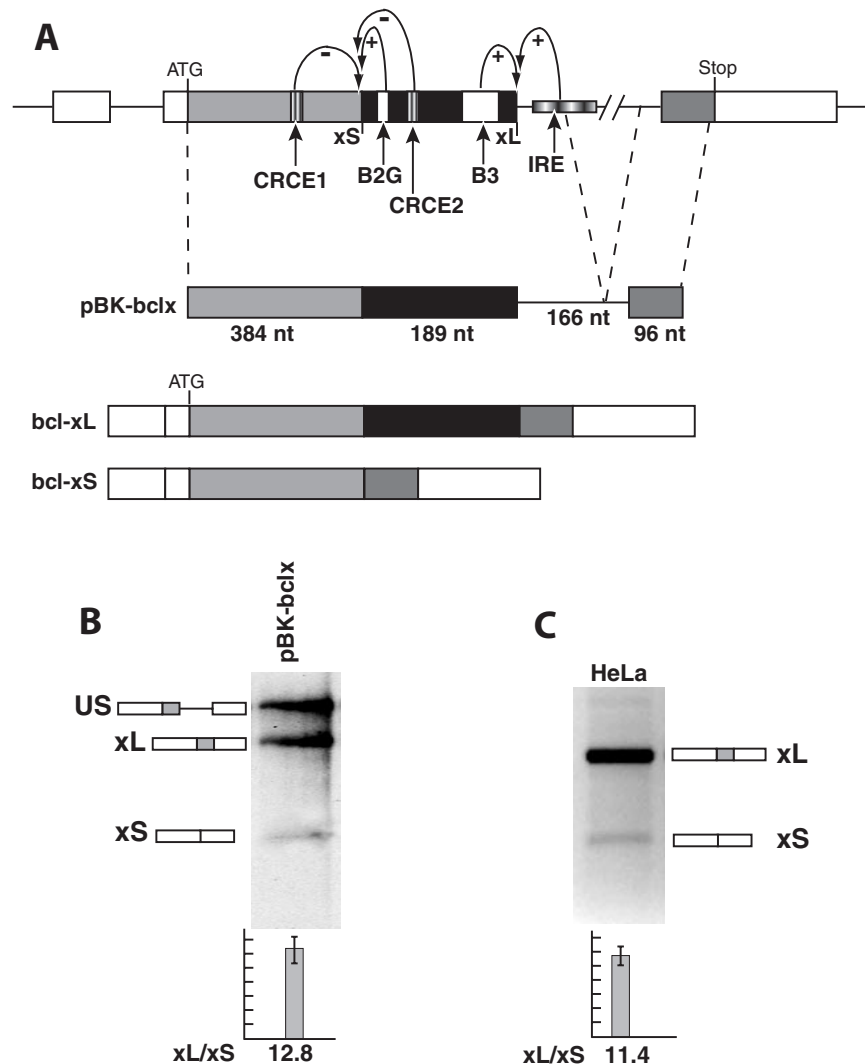 A
- - + + +
ATG Stop
xS xL
CRCE1 B2G CRCE2 B3 IRE
pBK-bclx
384 nt 189 nt 166 nt 96 nt
ATG
bcl-xL
bcl-xS
B
pBK-bclx
US
xL
xS
xL/xS 12.8
C
HeLa
xL
xS
xL/xS 11.4